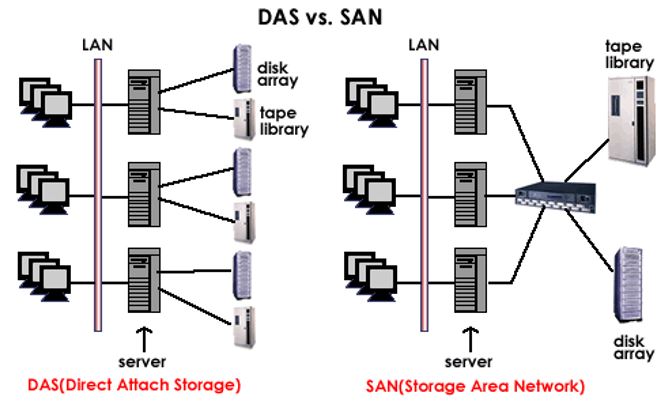 DAS vs. SAN
LAN
disk
array
tape
library
server
DAS(Direct Attach Storage)
LAN
tape
library
disk
array
server
SAN(Storage Area Network)